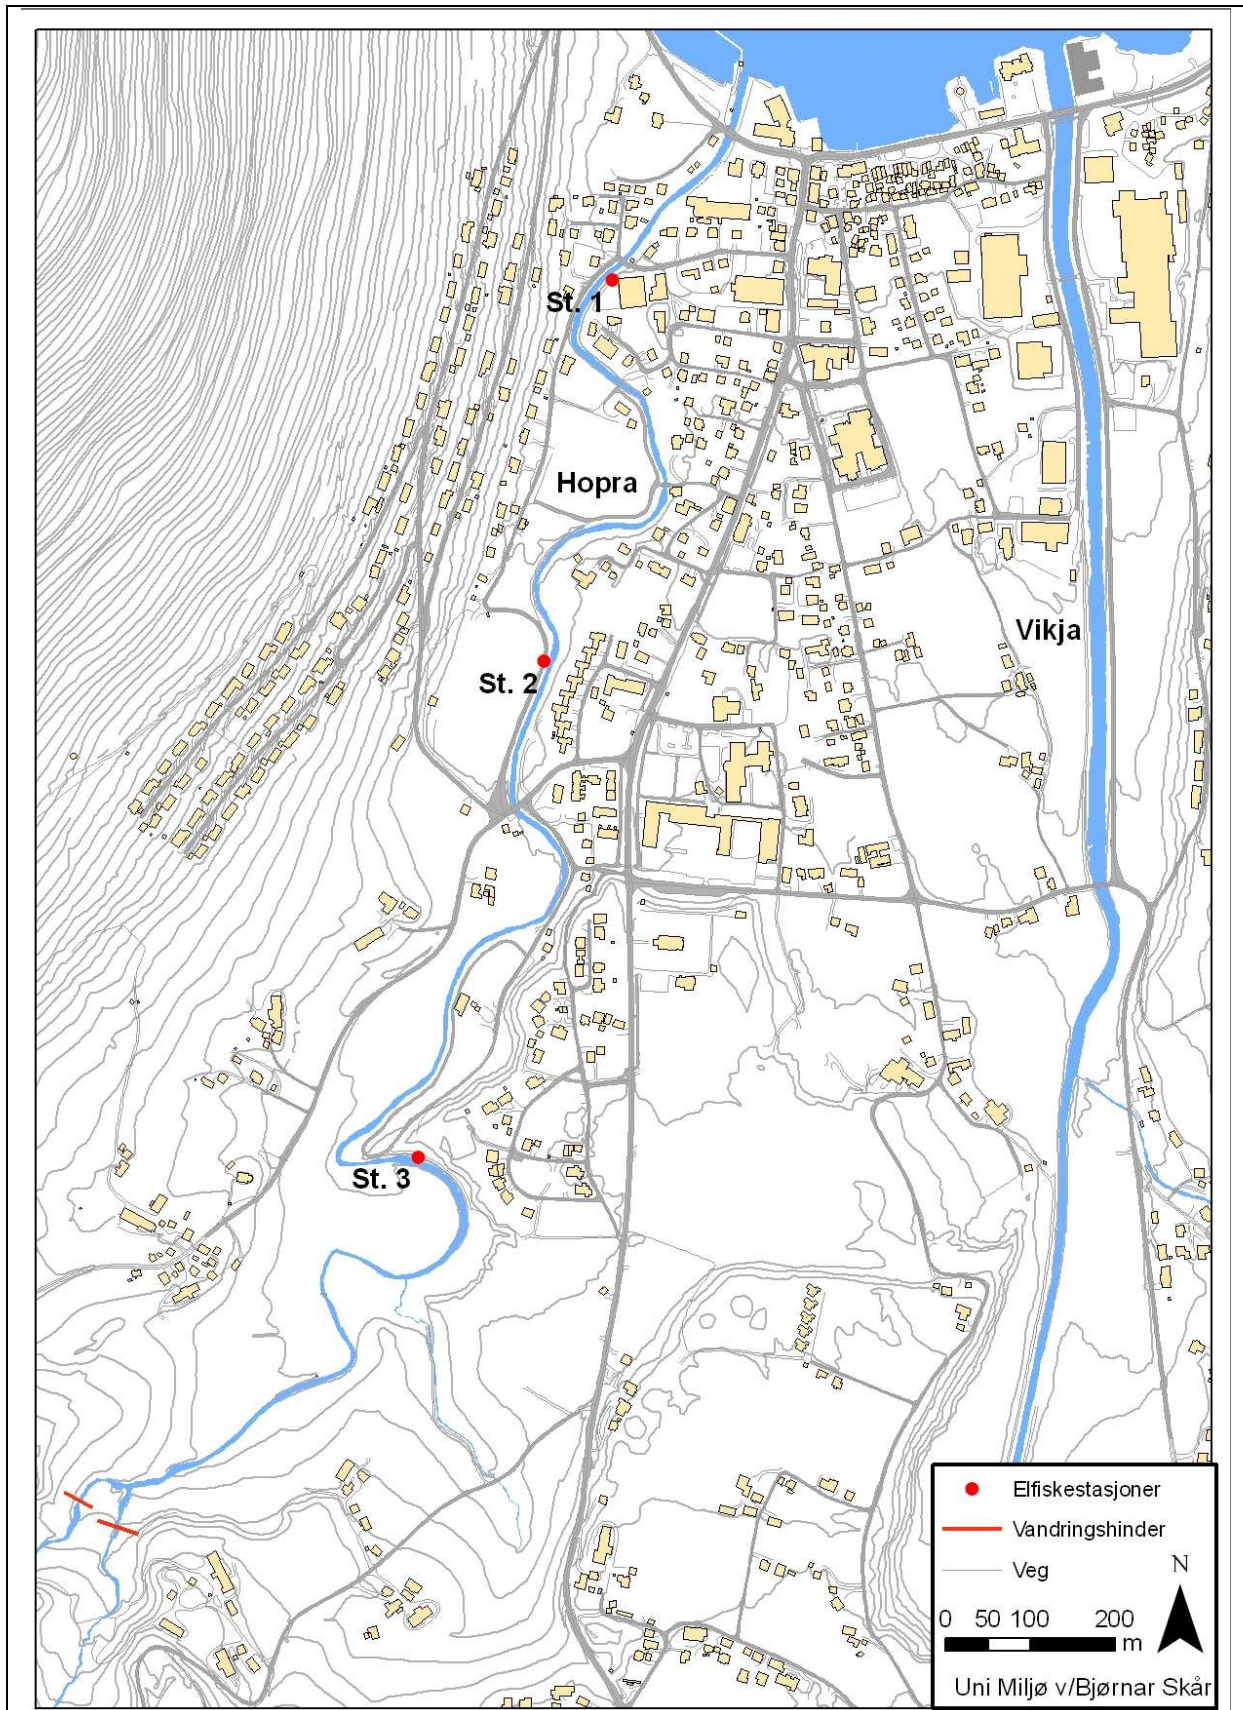 St. 1
Hopra
Vikja
St. 2
St. 3
Elfiskestasjoner
Vandringshinder
Veg
N
0 50 100 200
m
Uni Miljø v/Bjørnar Skår